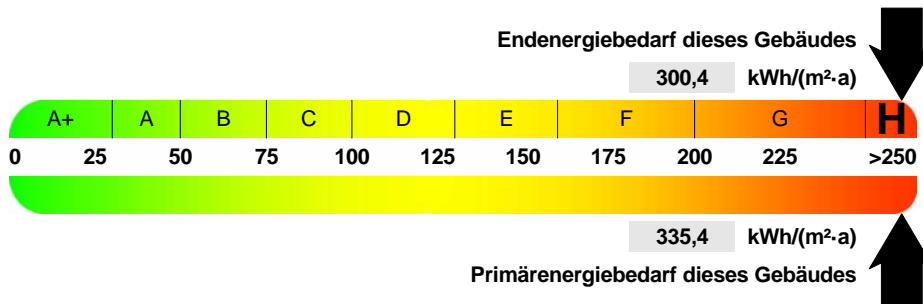 Endenergiebedarf dieses Gebäudes
300,4 kWh/(m²·a)
A+ A B C D E F G H
0 25 50 75 100 125 150 175 200 225 >250
335,4 kWh/(m²·a)
Primärenergiebedarf dieses Gebäudes